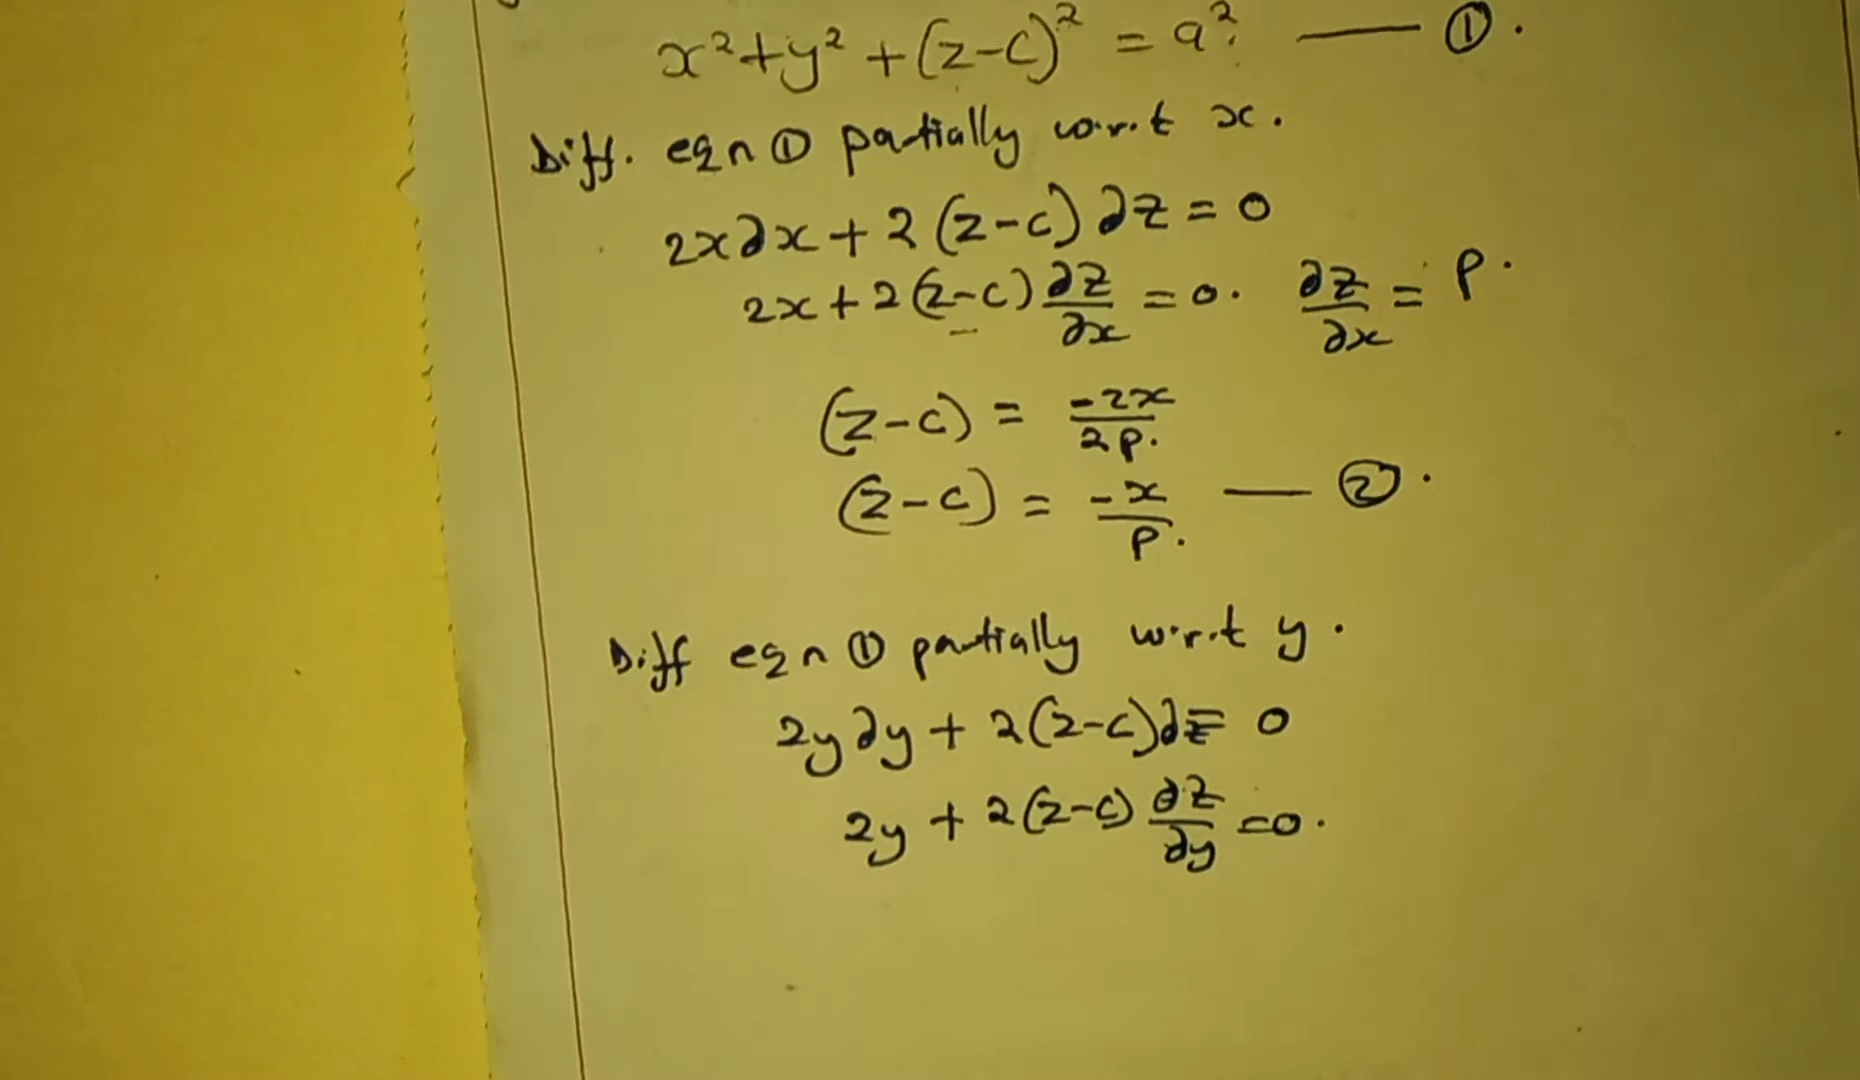 x²+y²+(z-c)²=a². — ①.
Diff. eqn ① partially w.r.t x.
2x∂x+2(z-c)∂z=0
2x+2(z-c)∂z/∂x=0. ∂z/∂x=P.
(z-c)=-2x/2P.
(z-c)=-x/P. — ②.
Diff eqn ① partially w.r.t y.
2y∂y+2(z-c)∂z=0
2y+2(z-c)∂z/∂y=0.